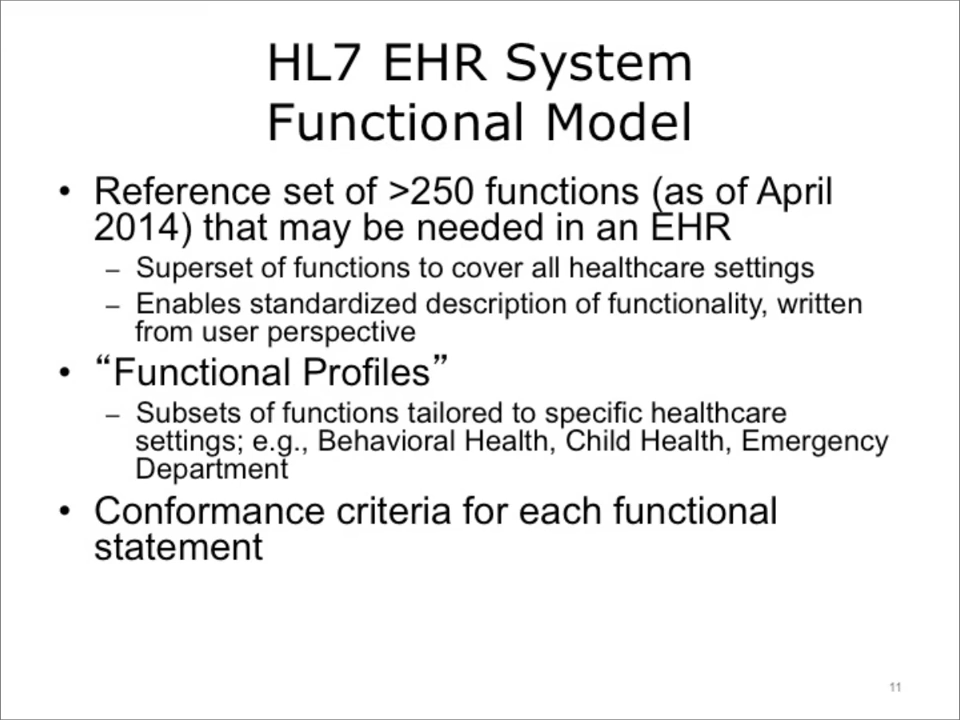 HL7 EHR System
Functional Model
• Reference set of >250 functions (as of April
2014) that may be needed in an EHR
– Superset of functions to cover all healthcare settings
– Enables standardized description of functionality, written
from user perspective
• “Functional Profiles”
– Subsets of functions tailored to specific healthcare
settings; e.g., Behavioral Health, Child Health, Emergency
Department
• Conformance criteria for each functional
statement
11